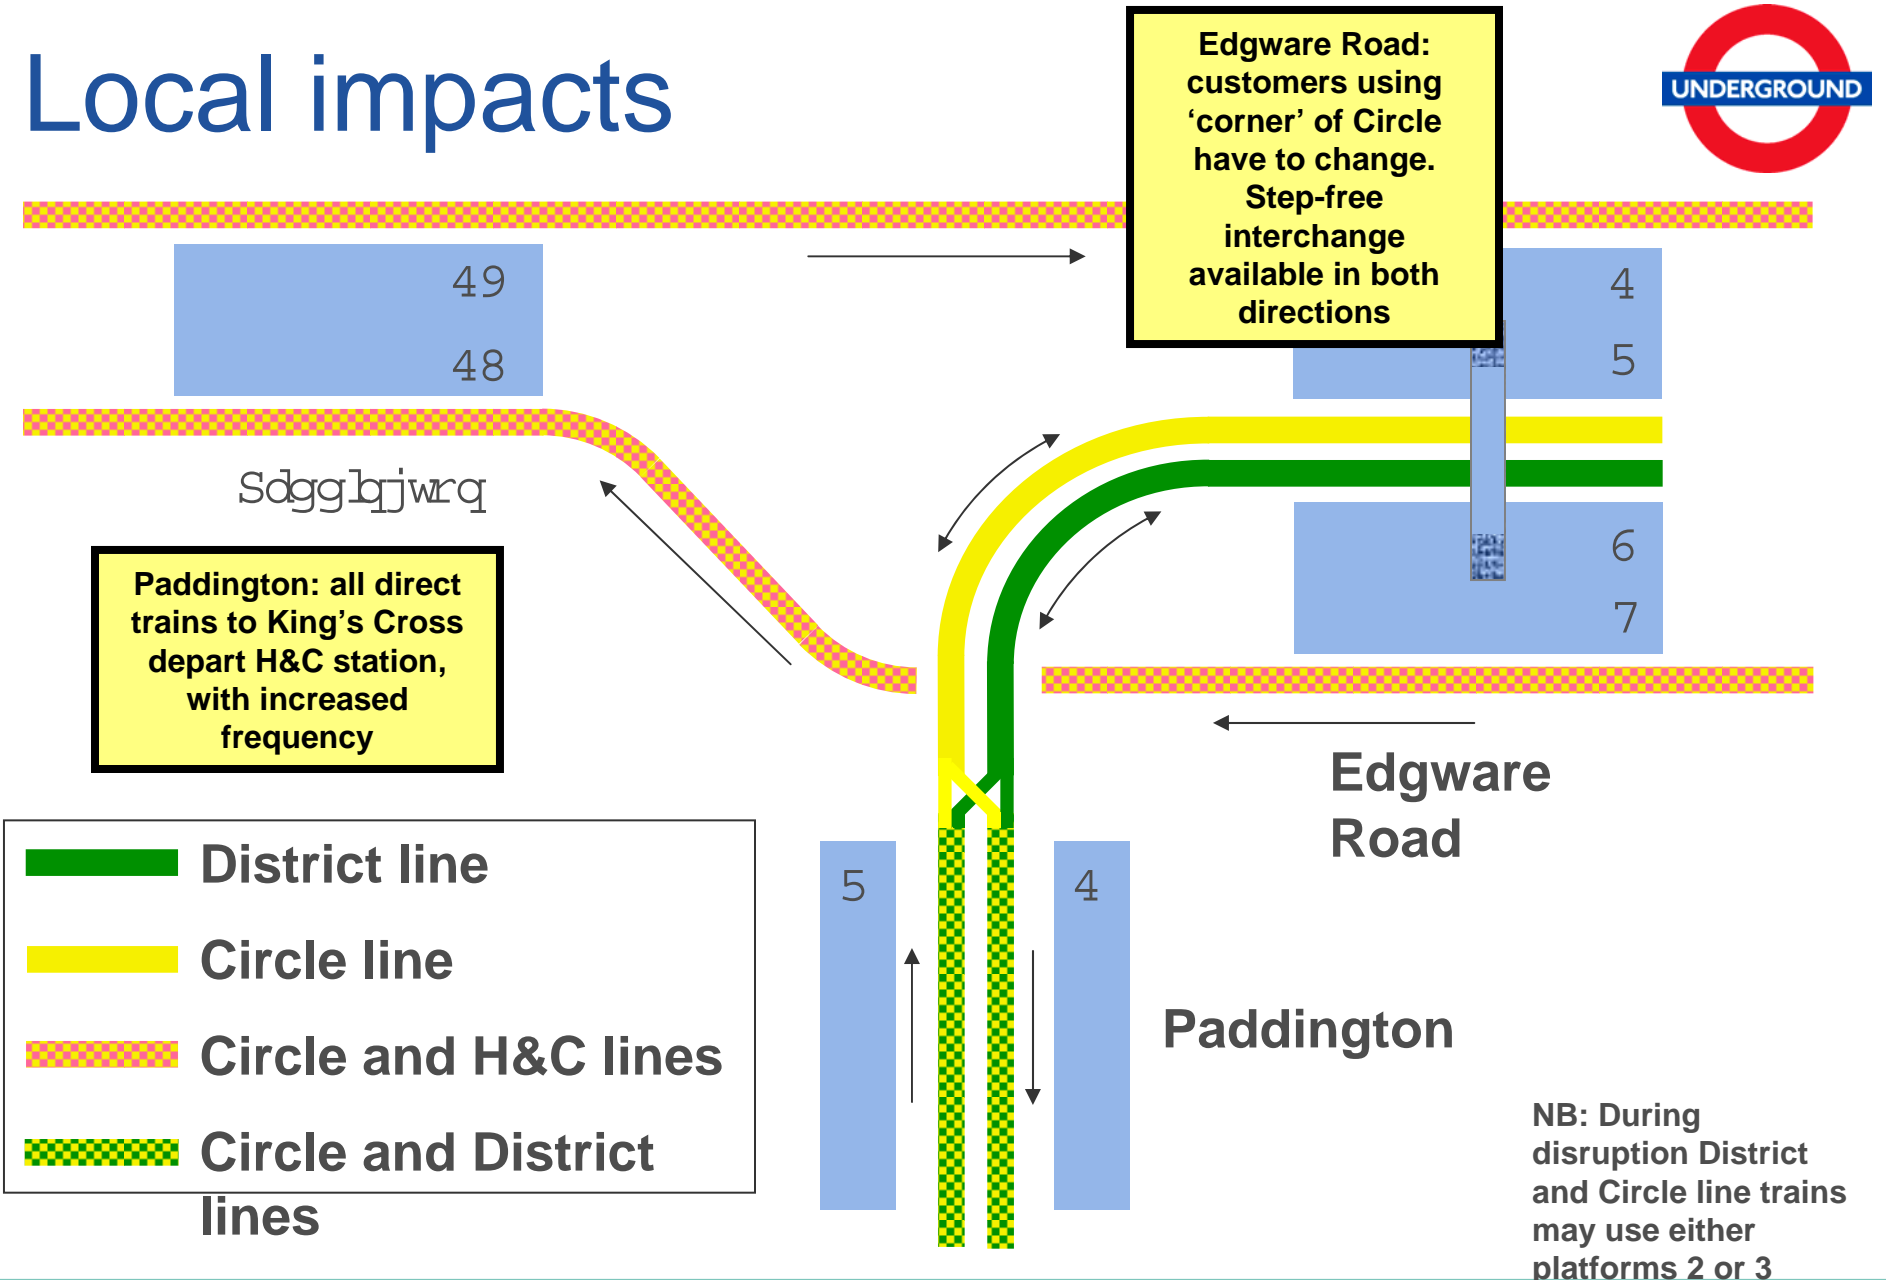 Local impacts
Edgware Road:
customers using
‘corner’ of Circle
have to change.
Step-free
interchange
available in both
directions
UNDERGROUND
49
48
4
5
Sdgglqjwrq
6
7
Paddington: all direct
trains to King’s Cross
depart H&C station,
with increased
frequency
Edgware
Road
District line
Circle line
Circle and H&C lines
Circle and District
lines
5
4
Paddington
NB: During
disruption District
and Circle line trains
may use either
platforms 2 or 3